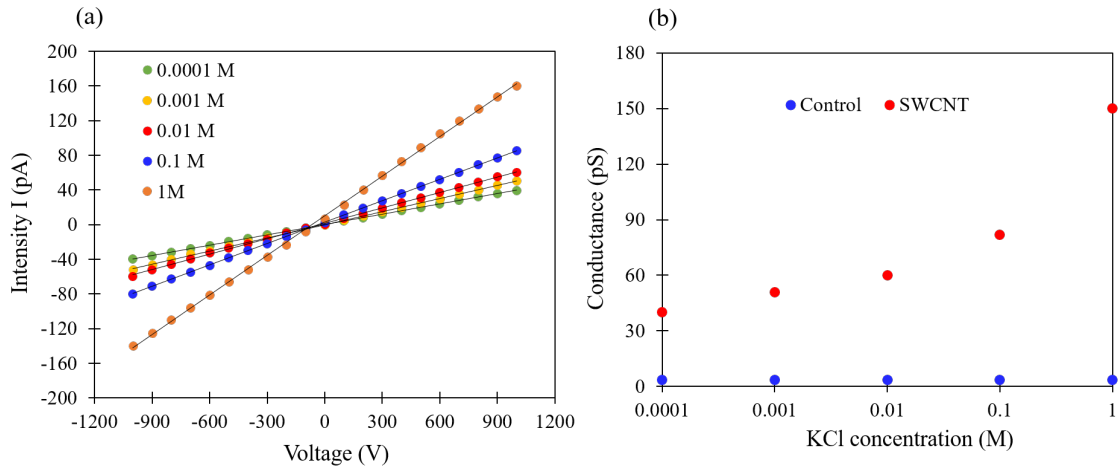 (a)
200
160
120
80
40
0
-40
-80
-120
-160
-200
Intensity I (pA)
0.0001 M
0.001 M
0.01 M
0.1 M
1M
-1200 -900 -600 -300 0 300 600 900 1200
Voltage (V)
(b)
180
150
120
90
60
30
0
Conductance (pS)
Control SWCNT
0.0001 0.001 0.01 0.1 1
KCl concentration (M)